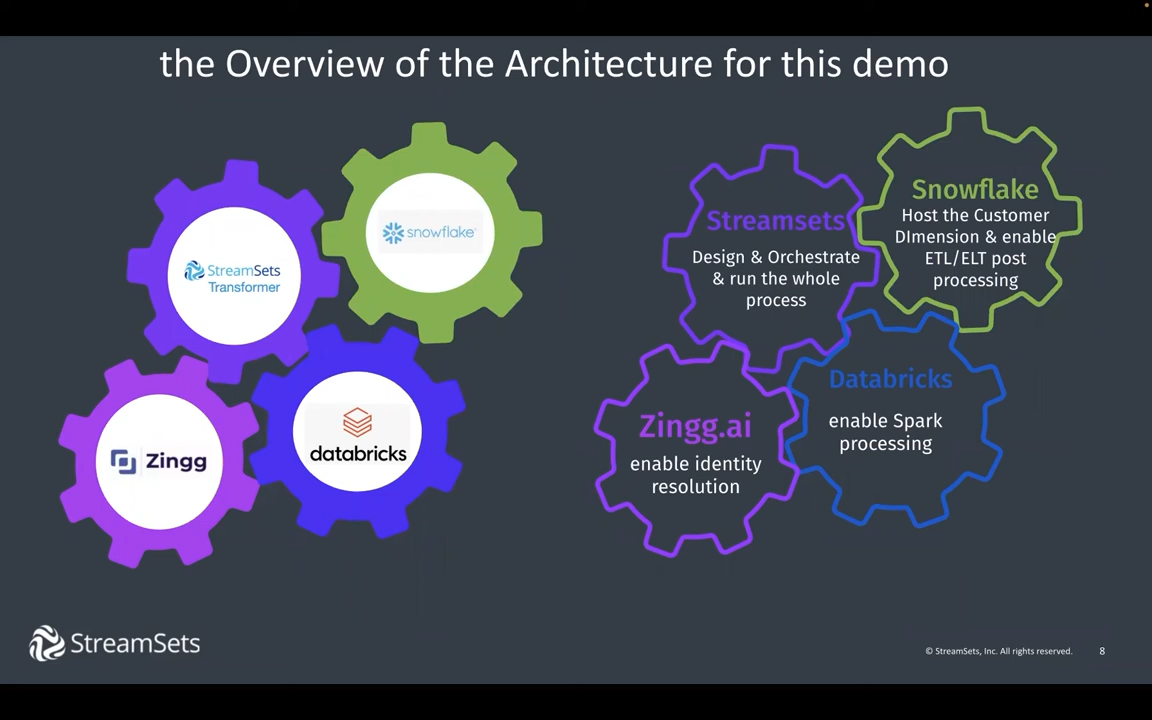 the Overview of the Architecture for this demo
snowflake
StreamSets
Transformer
databricks
Zingg
Snowflake
Host the Customer
DImension & enable
ETL/ELT post
processing
Streamsets
Design & Orchestrate
& run the whole
process
Databricks
enable Spark
processing
Zingg.ai
enable identity
resolution
StreamSets
© StreamSets, Inc. All rights reserved.
8